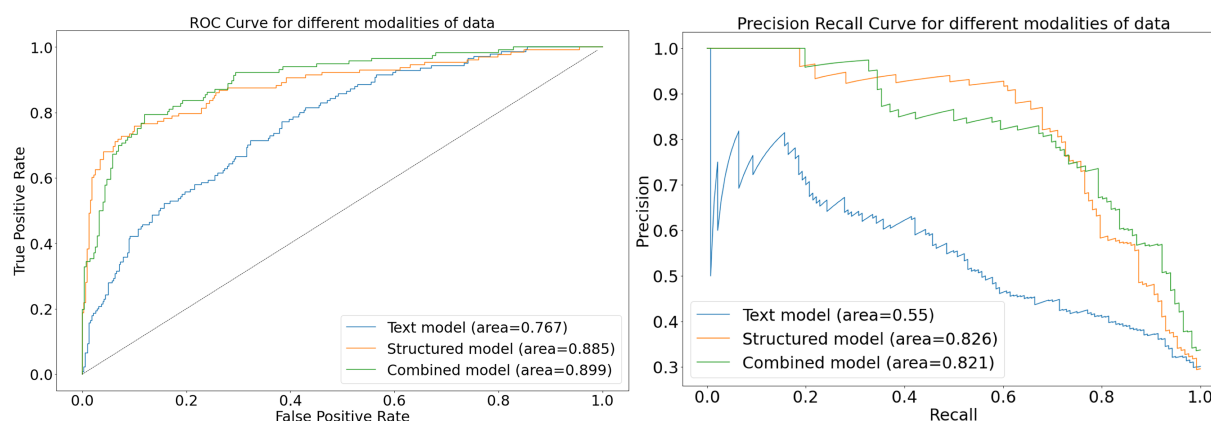 ROC Curve for different modalities of data
True Positive Rate
1.0
0.8
0.6
0.4
0.2
0.0
Text model (area=0.767)
Structured model (area=0.885)
Combined model (area=0.899)
0.0 0.2 0.4 0.6 0.8 1.0
False Positive Rate
Precision Recall Curve for different modalities of data
Precision
1.0
0.9
0.8
0.7
0.6
0.5
0.4
0.3
Text model (area=0.55)
Structured model (area=0.826)
Combined model (area=0.821)
0.0 0.2 0.4 0.6 0.8 1.0
Recall